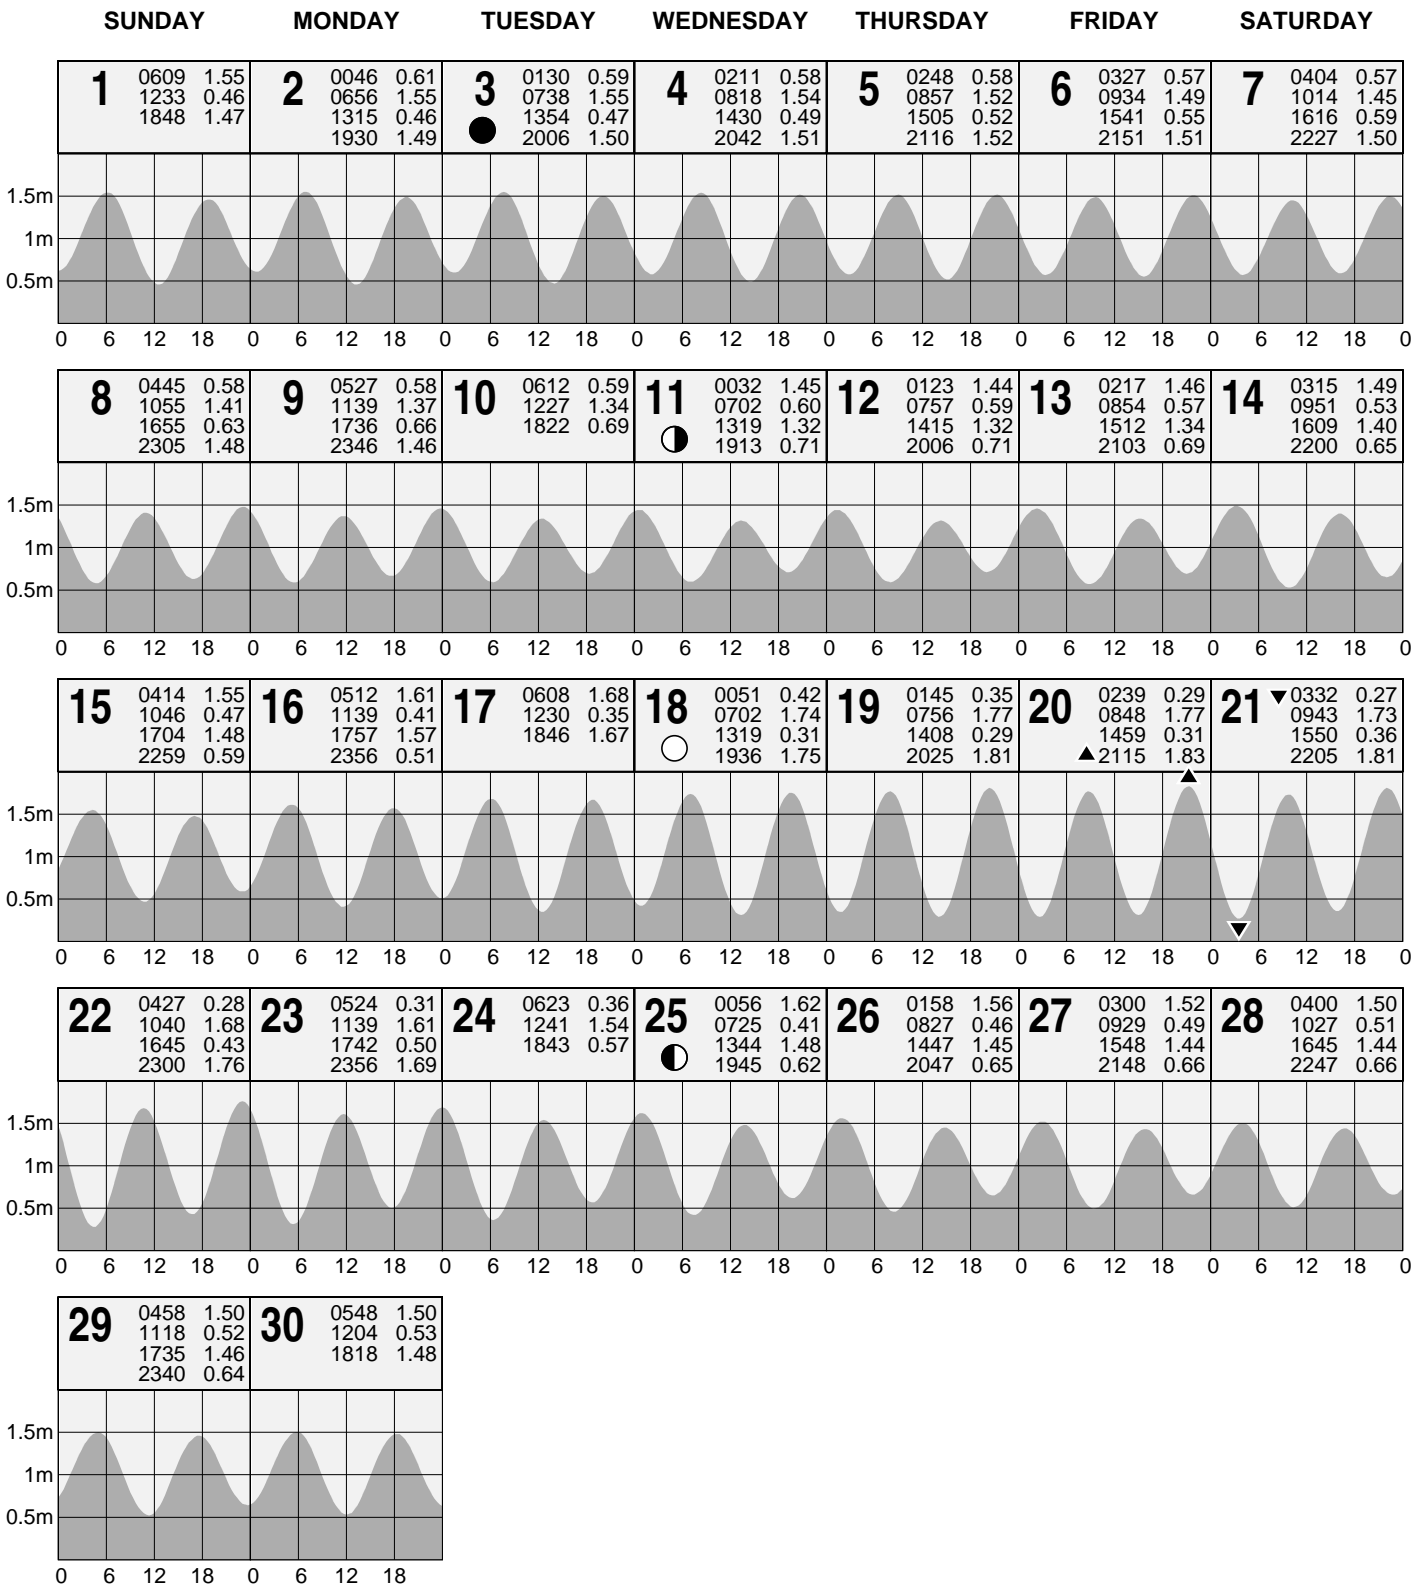 SUNDAY MONDAY TUESDAY WEDNESDAY THURSDAY FRIDAY SATURDAY
1 0609 1.55
1233 0.46
1848 1.47
2 0046 0.61
0656 1.55
1315 0.46
1930 1.49
3 0130 0.59
0738 1.55
1354 0.47
2006 1.50
4 0211 0.58
0818 1.54
1430 0.49
2042 1.51
5 0248 0.58
0857 1.52
1505 0.52
2116 1.52
6 0327 0.57
0934 1.49
1541 0.55
2151 1.51
7 0404 0.57
1014 1.45
1616 0.59
2227 1.50
1.5m
1m
0.5m
0 6 12 18 0 6 12 18 0 6 12 18 0 6 12 18 0 6 12 18 0 6 12 18 0 6 12 18 0
8 0445 0.58
1055 1.41
1655 0.63
2305 1.48
9 0527 0.58
1139 1.37
1736 0.66
2346 1.46
10 0612 0.59
1227 1.34
1822 0.69
11 0032 1.45
0702 0.60
1319 1.32
1913 0.71
12 0123 1.44
0757 0.59
1415 1.32
2006 0.71
13 0217 1.46
0854 0.57
1512 1.34
2103 0.69
14 0315 1.49
0951 0.53
1609 1.40
2200 0.65
1.5m
1m
0.5m
0 6 12 18 0 6 12 18 0 6 12 18 0 6 12 18 0 6 12 18 0 6 12 18 0 6 12 18 0
15 0414 1.55
1046 0.47
1704 1.48
2259 0.59
16 0512 1.61
1139 0.41
1757 1.57
2356 0.51
17 0608 1.68
1230 0.35
1846 1.67
18 0051 0.42
0702 1.74
1319 0.31
1936 1.75
19 0145 0.35
0756 1.77
1408 0.29
2025 1.81
20 0239 0.29
0848 1.77
1459 0.31
2115 1.83
21 0332 0.27
0943 1.73
1550 0.36
2205 1.81
1.5m
1m
0.5m
0 6 12 18 0 6 12 18 0 6 12 18 0 6 12 18 0 6 12 18 0 6 12 18 0 6 12 18 0
22 0427 0.28
1040 1.68
1645 0.43
2300 1.76
23 0524 0.31
1139 1.61
1742 0.50
2356 1.69
24 0623 0.36
1241 1.54
1843 0.57
25 0056 1.62
0725 0.41
1344 1.48
1945 0.62
26 0158 1.56
0827 0.46
1447 1.45
2047 0.65
27 0300 1.52
0929 0.49
1548 1.44
2148 0.66
28 0400 1.50
1027 0.51
1645 1.44
2247 0.66
1.5m
1m
0.5m
0 6 12 18 0 6 12 18 0 6 12 18 0 6 12 18 0 6 12 18 0 6 12 18 0 6 12 18 0
29 0458 1.50
1118 0.52
1735 1.46
2340 0.64
30 0548 1.50
1204 0.53
1818 1.48
1.5m
1m
0.5m
0 6 12 18 0 6 12 18